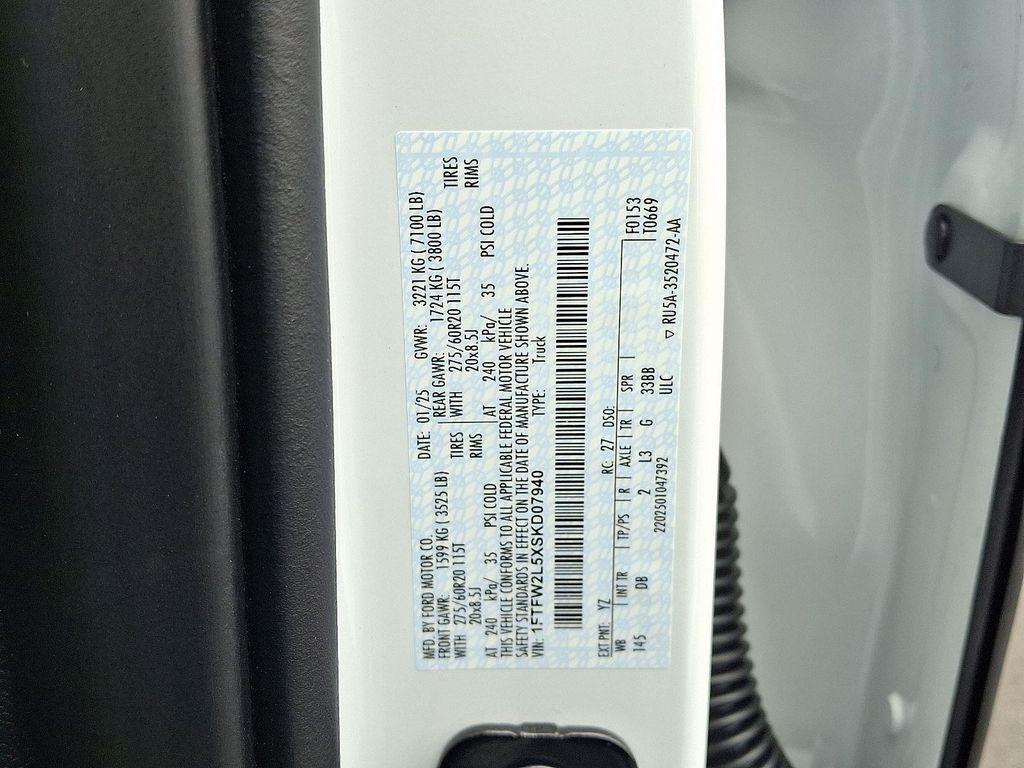 MFD. BY FORD MOTOR CO. DATE: 01/25 GVWR: 3221 KG ( 7100 LB)
FRONT GAWR: 1599 KG ( 3525 LB) REAR GAWR: 1724 KG ( 3800 LB)
WITH 275/60R20 115T TIRES WITH 275/60R20 115T TIRES
20x8.5J RIMS 20x8.5J RIMS
AT 240 kPa/ 35 PSI COLD AT 240 kPa/ 35 PSI COLD
THIS VEHICLE CONFORMS TO ALL APPLICABLE FEDERAL MOTOR VEHICLE
SAFETY STANDARDS IN EFFECT ON THE DATE OF MANUFACTURE SHOWN ABOVE.
VIN: 1FTFW2L5XSKD07940 TYPE: Truck
EXT PNT: YZ RC: 27 DSO: F0153
WB INT TR TP/PS R AXLE TR SPR T0669
145 DB 2 L3 G 33BB
2202501047392 ULC ▽ RU5A-3520472-AA